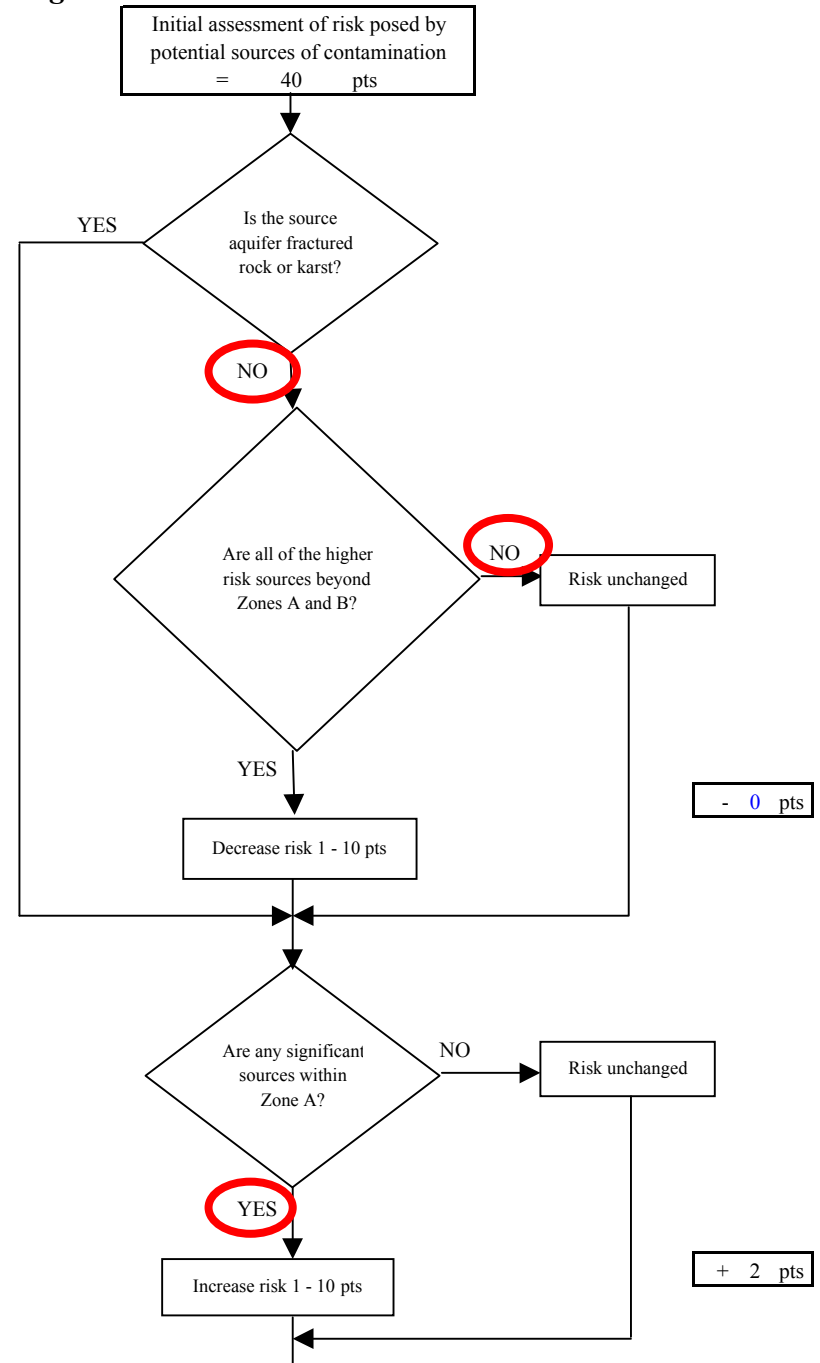 Initial assessment of risk posed by
potential sources of contamination
= 40 pts
YES
Is the source
aquifer fractured
rock or karst?
NO
Are all of the higher
risk sources beyond
Zones A and B?
NO
Risk unchanged
YES
- 0 pts
Decrease risk 1 - 10 pts
Are any significant
sources within
Zone A?
NO
Risk unchanged
YES
Increase risk 1 - 10 pts
+ 2 pts